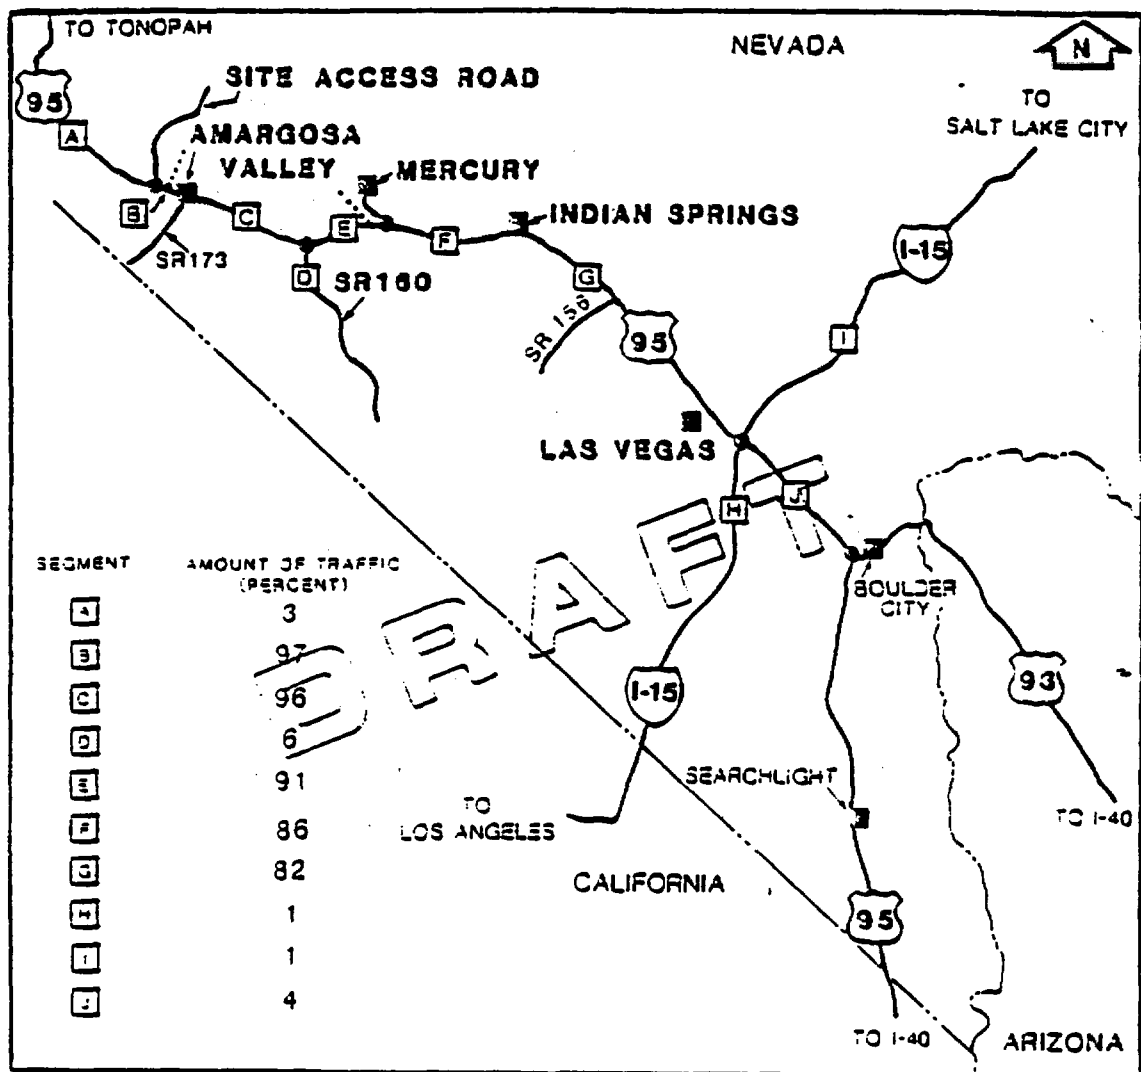 TO TONOPAH
NEVADA
N
95
SITE ACCESS ROAD
TO
SALT LAKE CITY
A
AMARGOSA
VALLEY
MERCURY
B
C
E
F
INDIAN SPRINGS
I-15
SR173
D
SR160
G
SR 156
95
I
LAS VEGAS
H
J
DRAFT
BOULDER
CITY
SEGMENT
AMOUNT OF TRAFFIC
(PERCENT)
A 3
B 97
C 96
D 6
E 91
F 86
G 82
H 1
I 1
J 4
I-15
93
SEARCHLIGHT
TO
LOS ANGELES
TO I-40
CALIFORNIA
95
TO I-40
ARIZONA